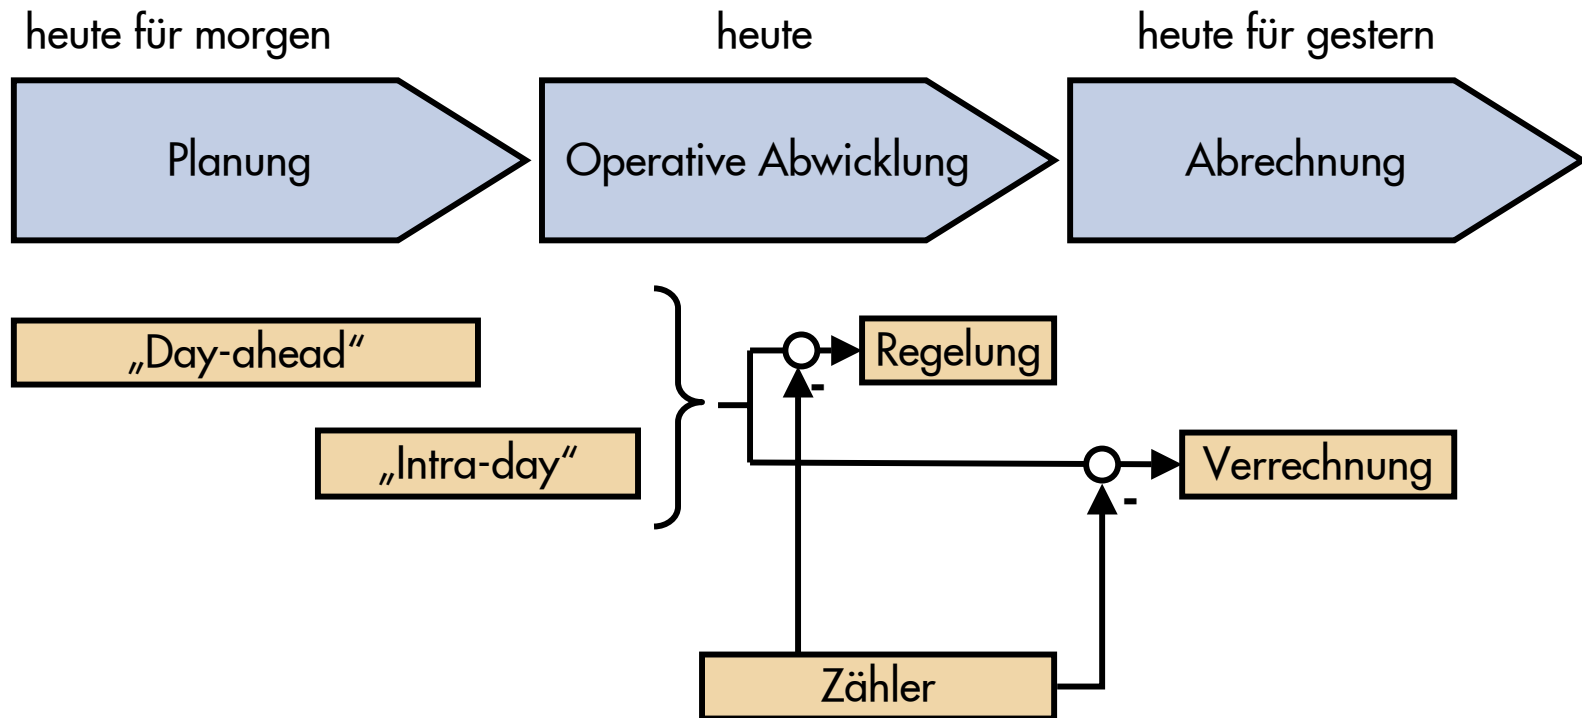 heute für morgen
heute
heute für gestern
Planung
Operative Abwicklung
Abrechnung
„Day-ahead“
Regelung
-
„Intra-day“
Verrechnung
-
Zähler